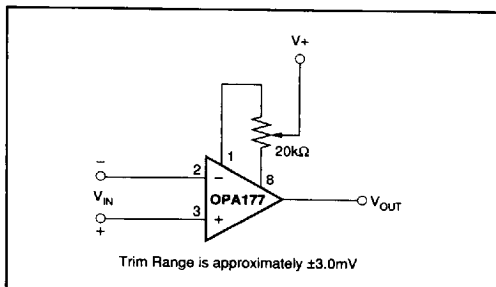 V+
20kΩ
1
8
2
−
OPA177
3
+
−
V_IN
+
V_OUT
Trim Range is approximately ±3.0mV